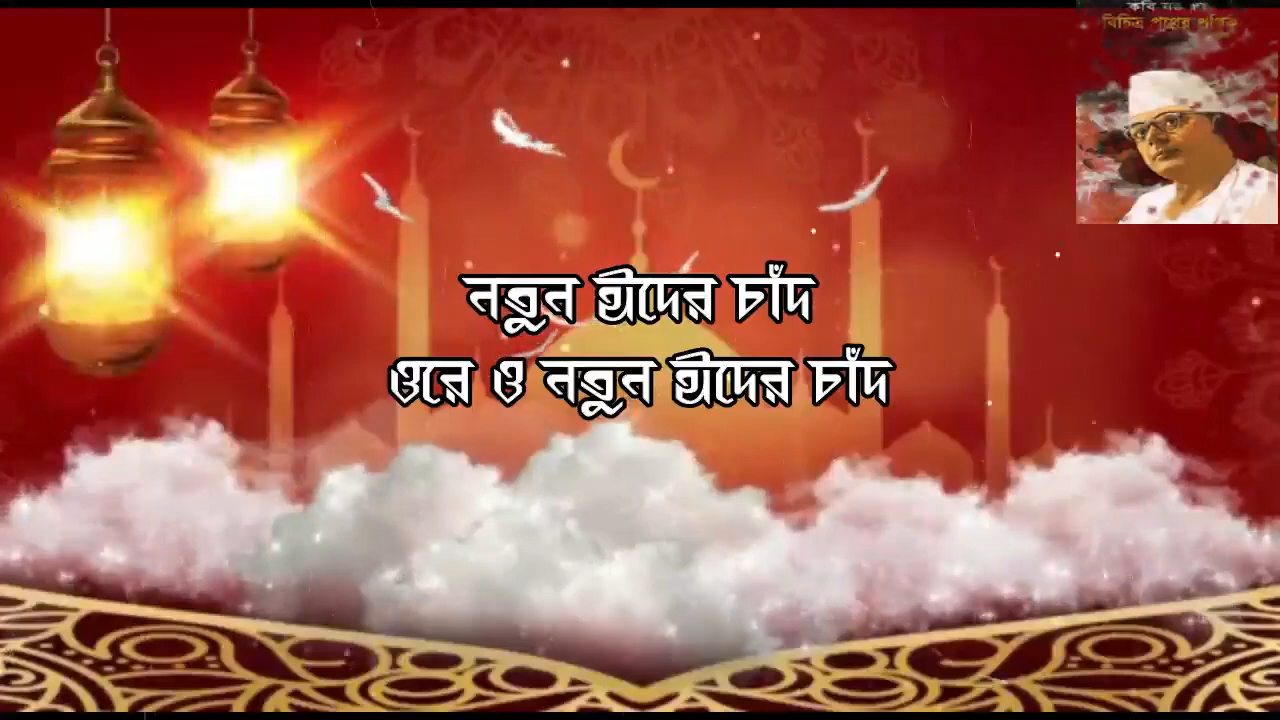 নতুন ঈদের চাঁদ
ওরে ও নতুন ঈদের চাঁদ